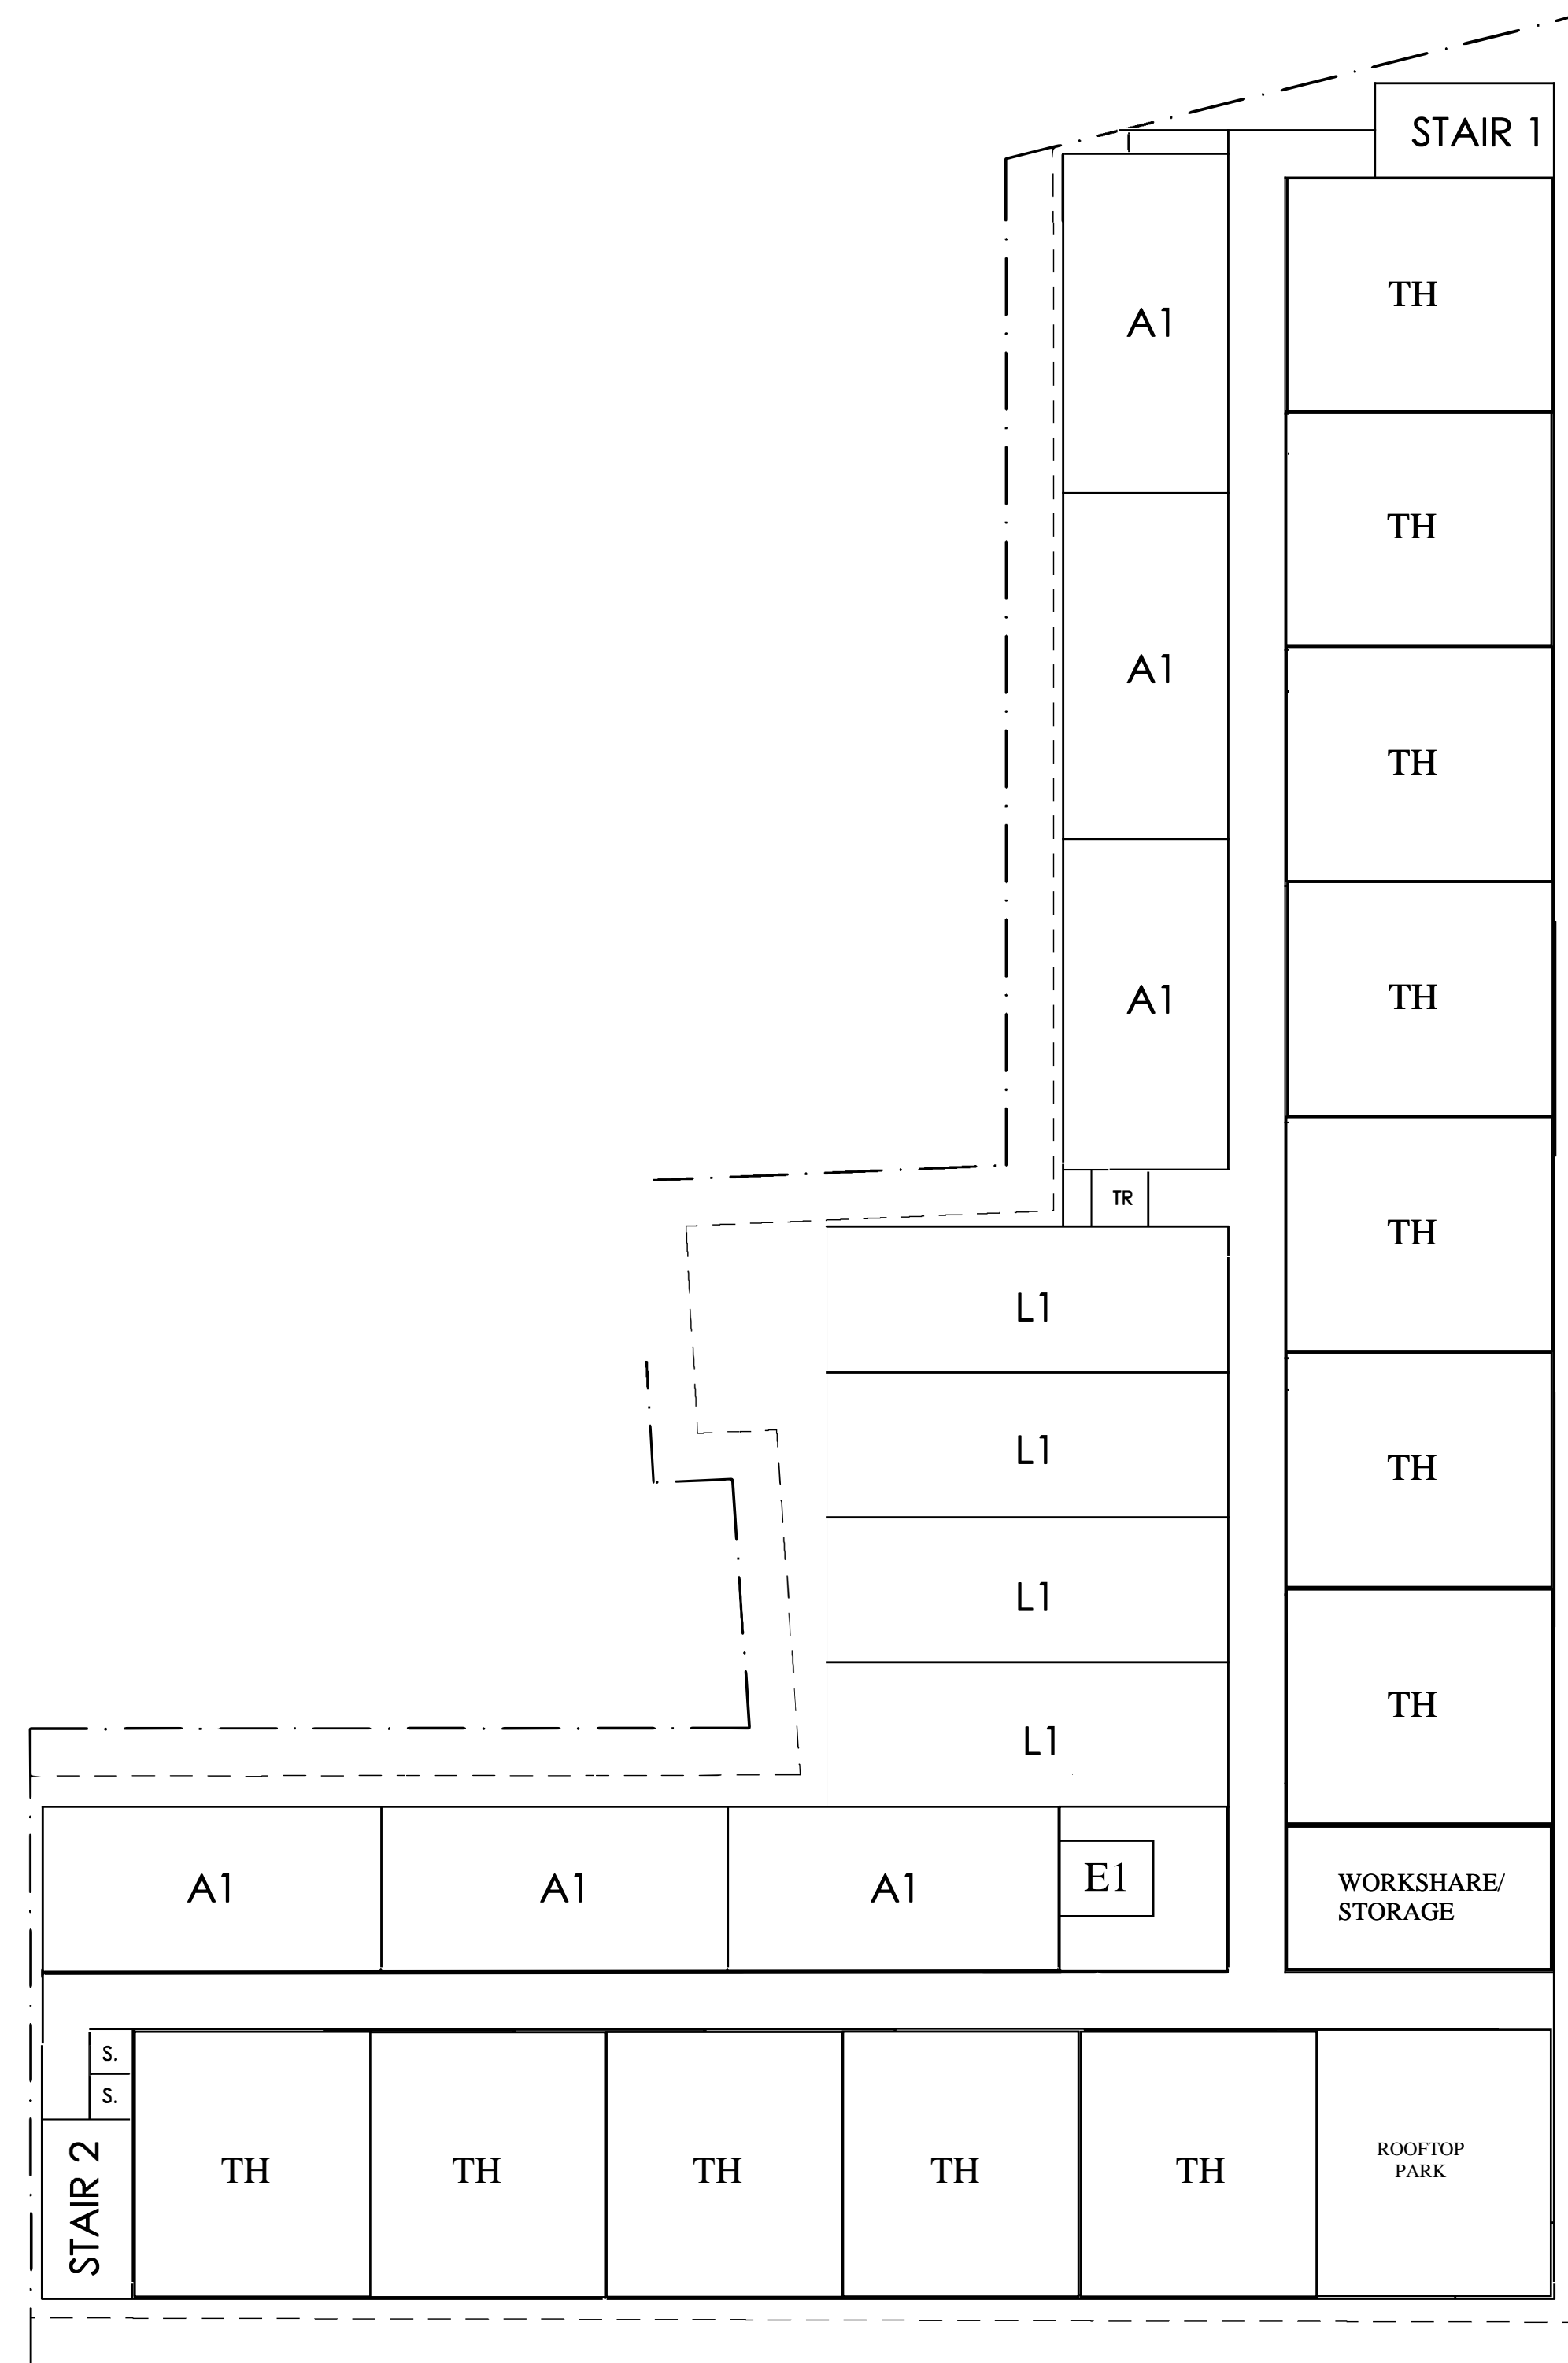 STAIR 1
TH
A1
TH
A1
TH
A1
TH
TR
TH
L1
L1
TH
L1
TH
L1
E1
WORKSHARE/
STORAGE
A1
A1
A1
S.
S.
STAIR 2
TH
TH
TH
TH
TH
ROOFTOP
PARK